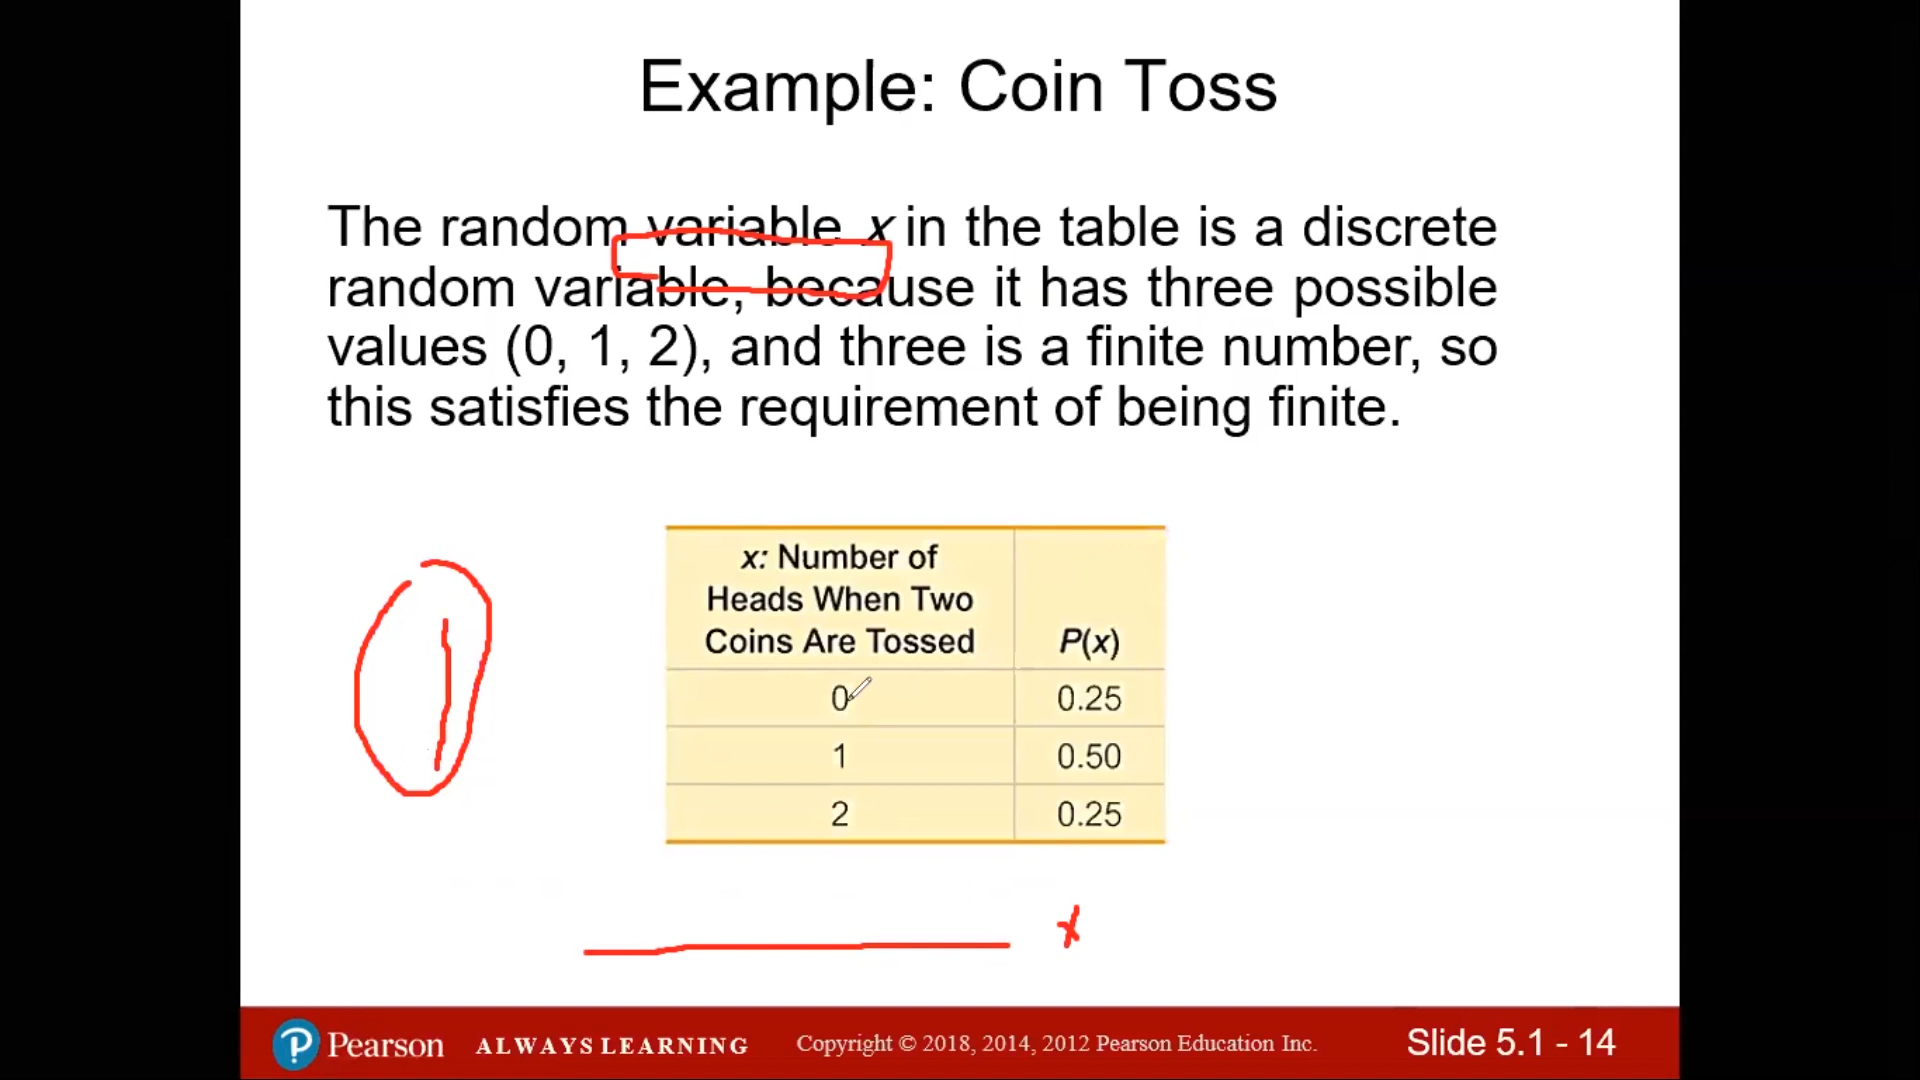 Example: Coin Toss
The random variable x in the table is a discrete
random variable, because it has three possible
values (0, 1, 2), and three is a finite number, so
this satisfies the requirement of being finite.
x: Number of
Heads When Two
Coins Are Tossed
P(x)
0 0.25
1 0.50
2 0.25
x
Pearson ALWAYS LEARNING Copyright © 2018, 2014, 2012 Pearson Education Inc. Slide 5.1 - 14